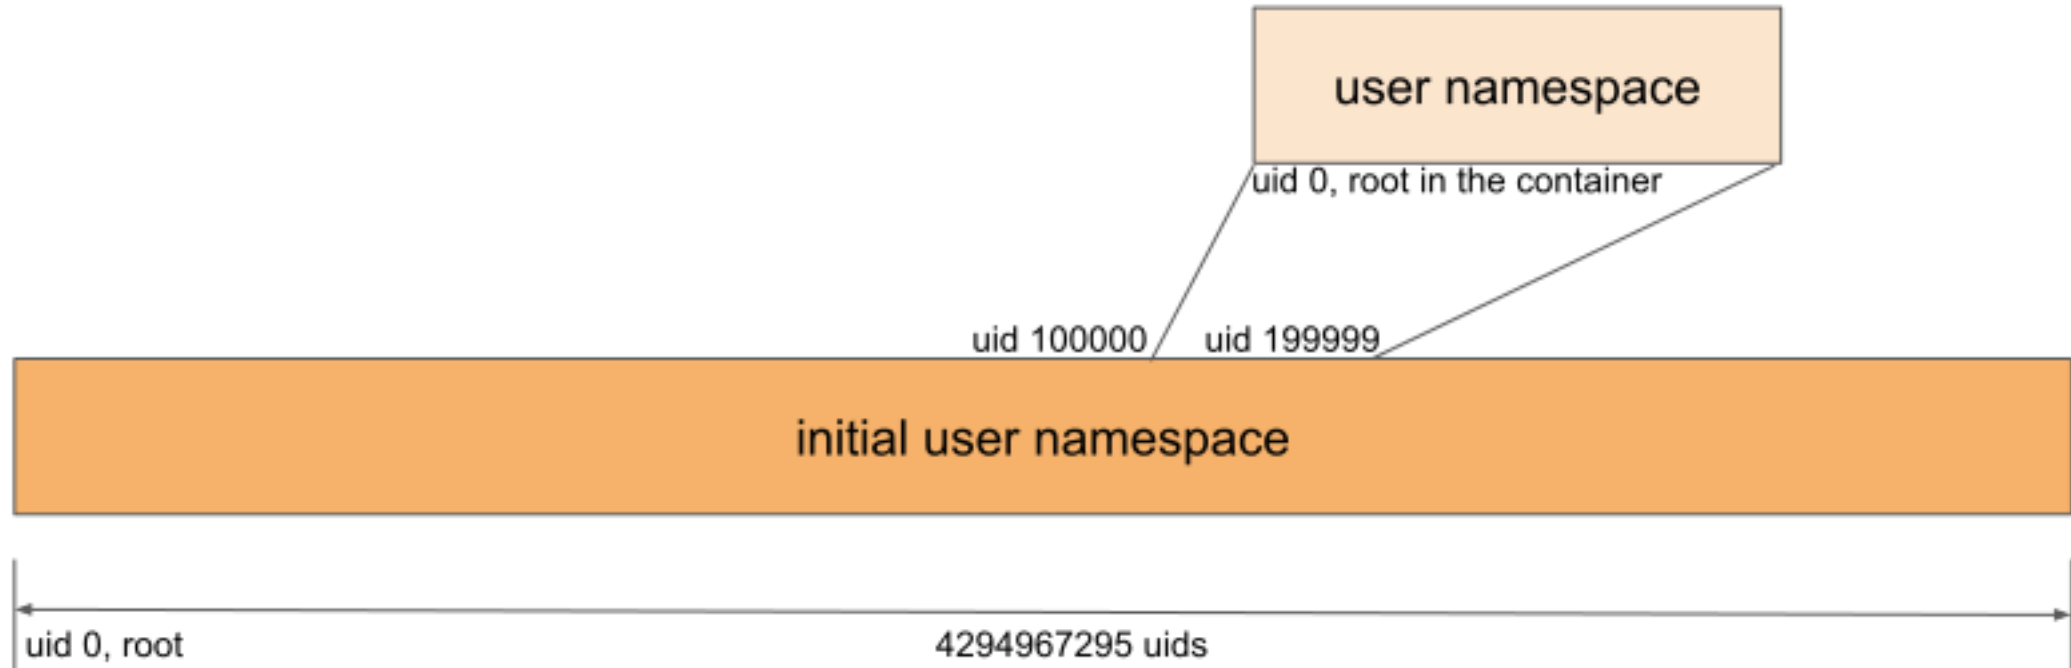 user namespace
uid 0, root in the container
uid 100000
uid 199999
initial user namespace
uid 0, root
4294967295 uids